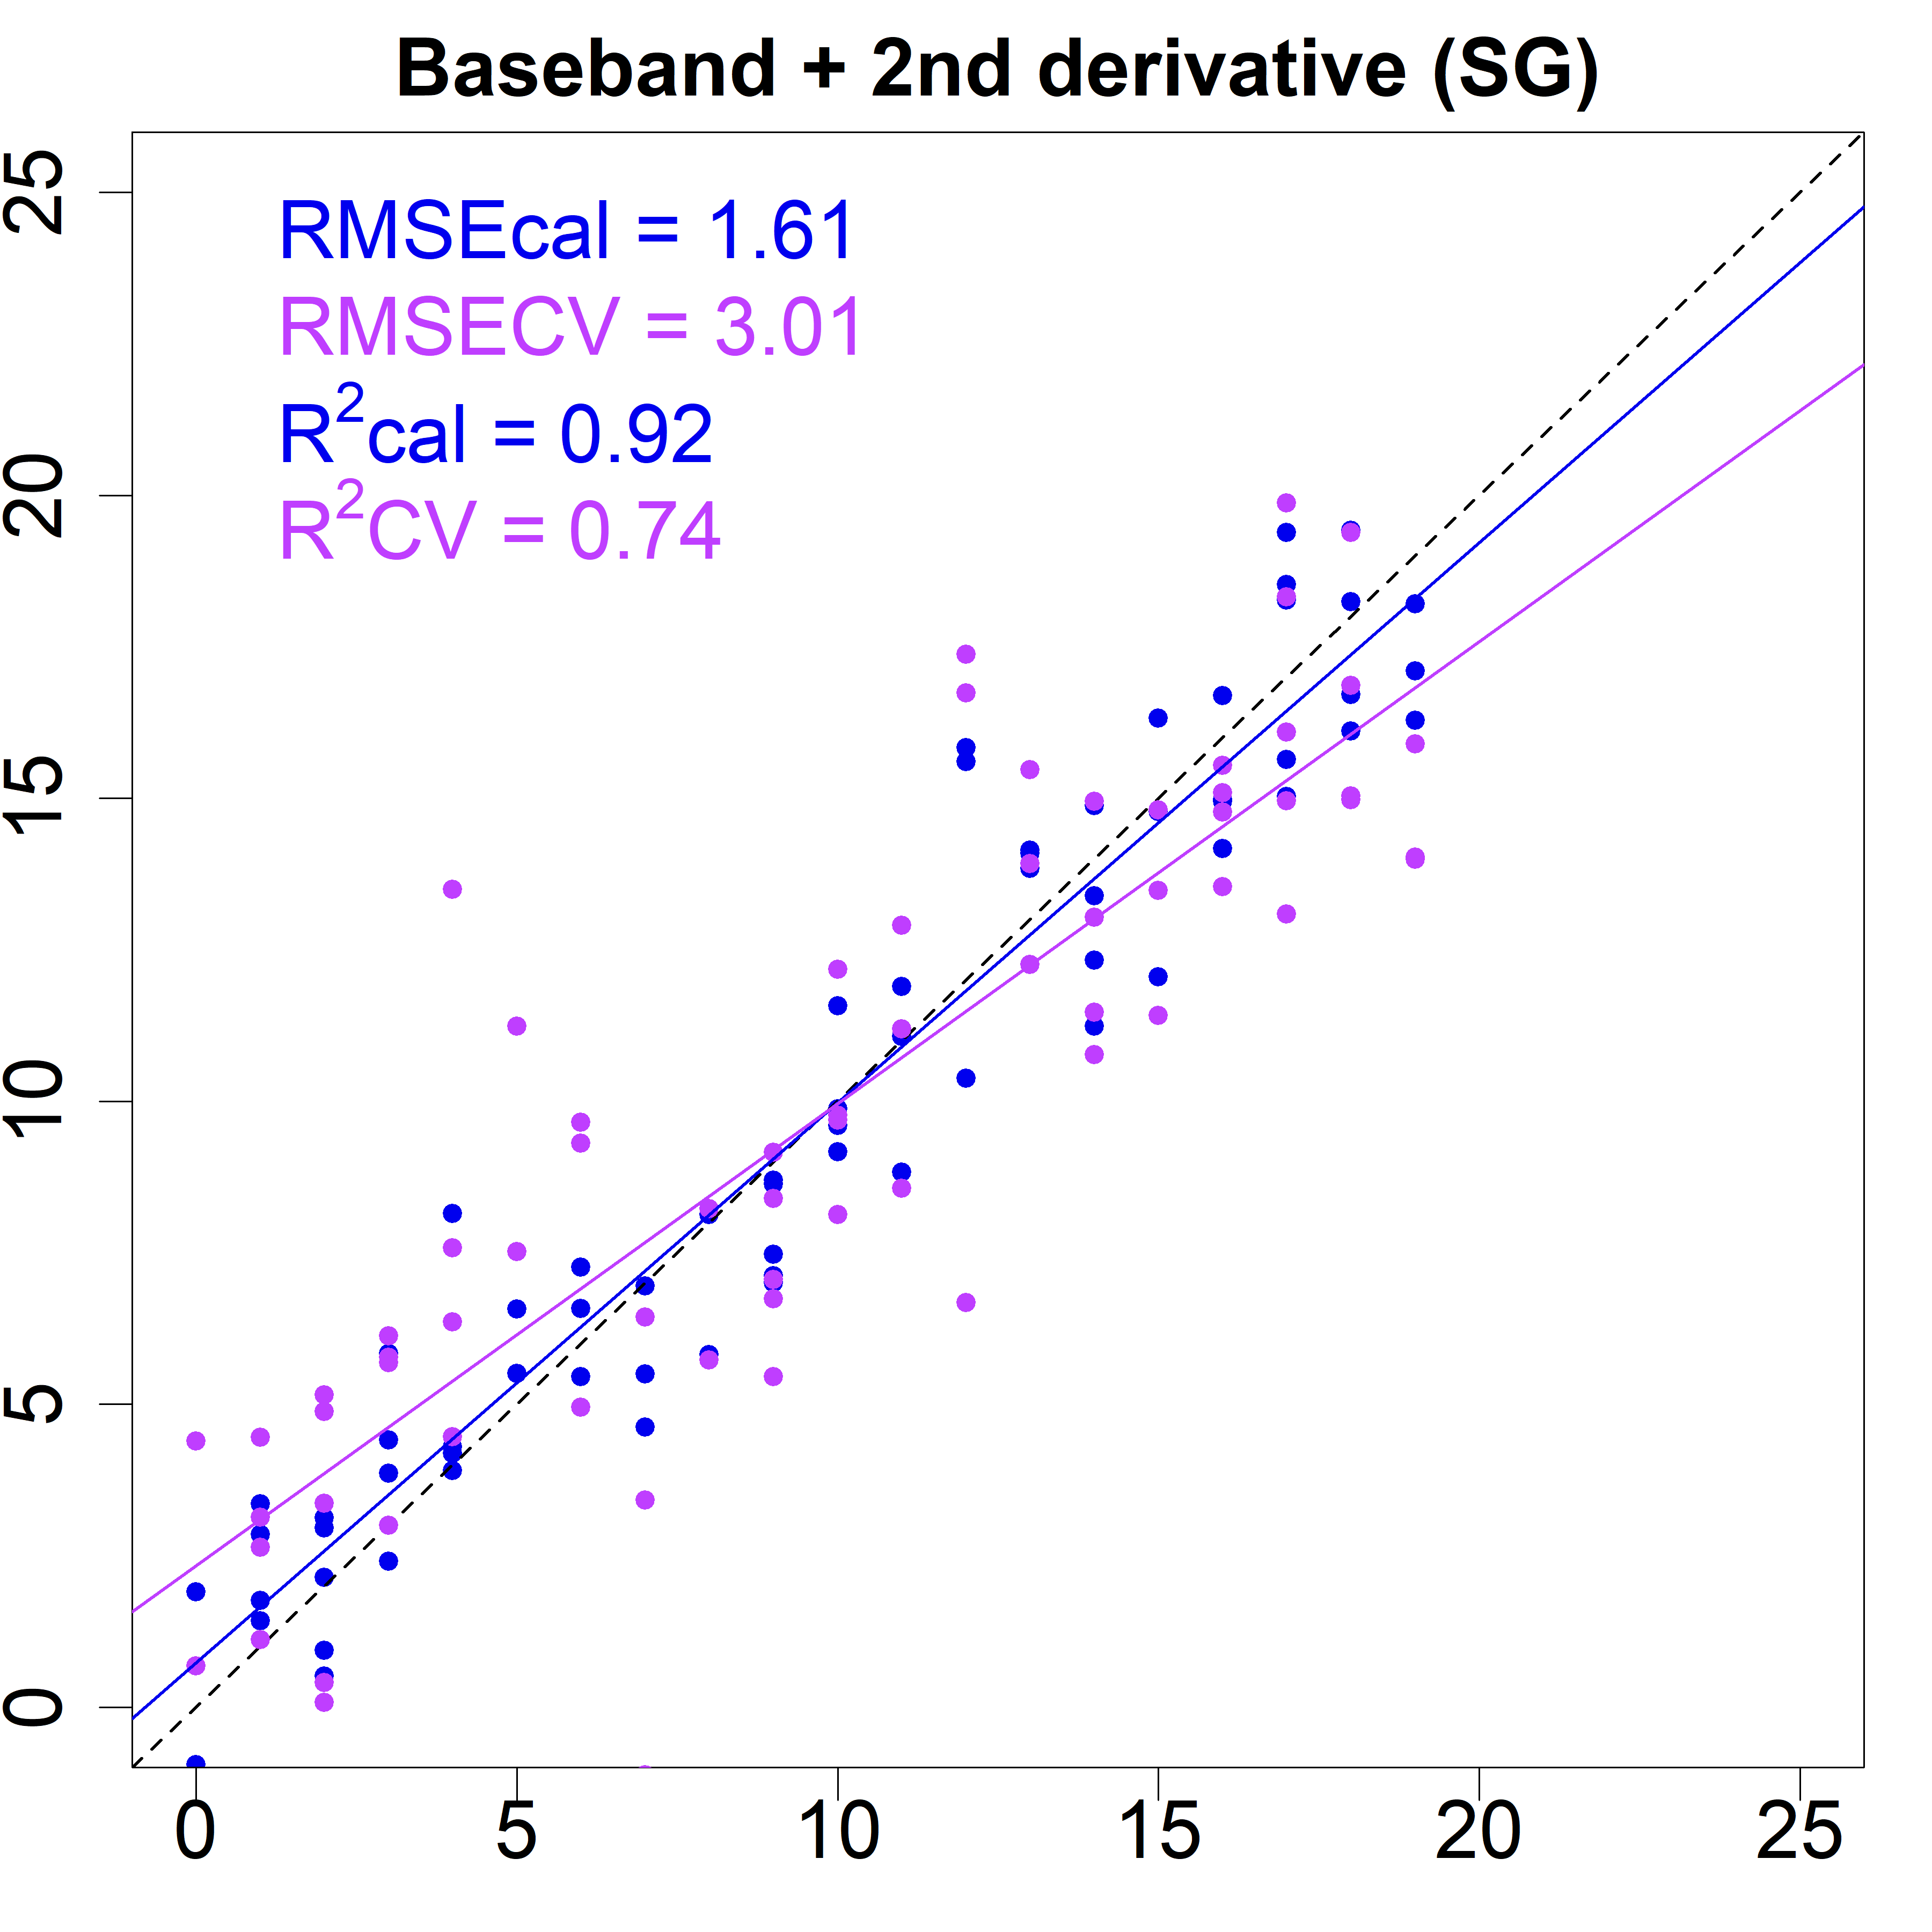 Baseband + 2nd derivative (SG)
RMSEcal = 1.61
RMSECV = 3.01
R²cal = 0.92
R²CV = 0.74
25
20
15
10
5
0
0 5 10 15 20 25